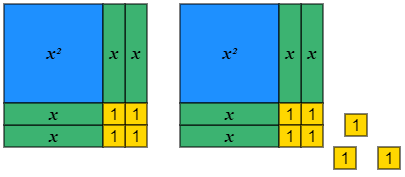 x² x x x² x x
x 1 1 x 1 1
x 1 1 x 1 1
1
1 1